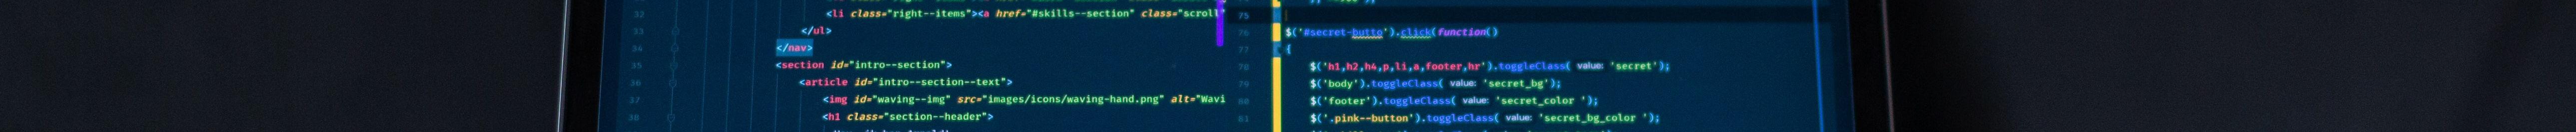 32 <li class="right--items"><a href="#skills--section" class="scroll"
33 </ul>
34 </nav>
35 <section id="intro--section">
36 <article id="intro--section--text">
37 <img id="waving--img" src="images/icons/waving-hand.png" alt="Wavi
38 <h1 class="section--header">
75
76 $('#secret-butto').click(function()
77 {
78 $('h1,h2,h4,p,li,a,footer,hr').toggleClass( value: 'secret');
79 $('body').toggleClass( value: 'secret_bg');
80 $('footer').toggleClass( value: 'secret_color ');
81 $('.pink--button').toggleClass( value: 'secret_bg_color ');